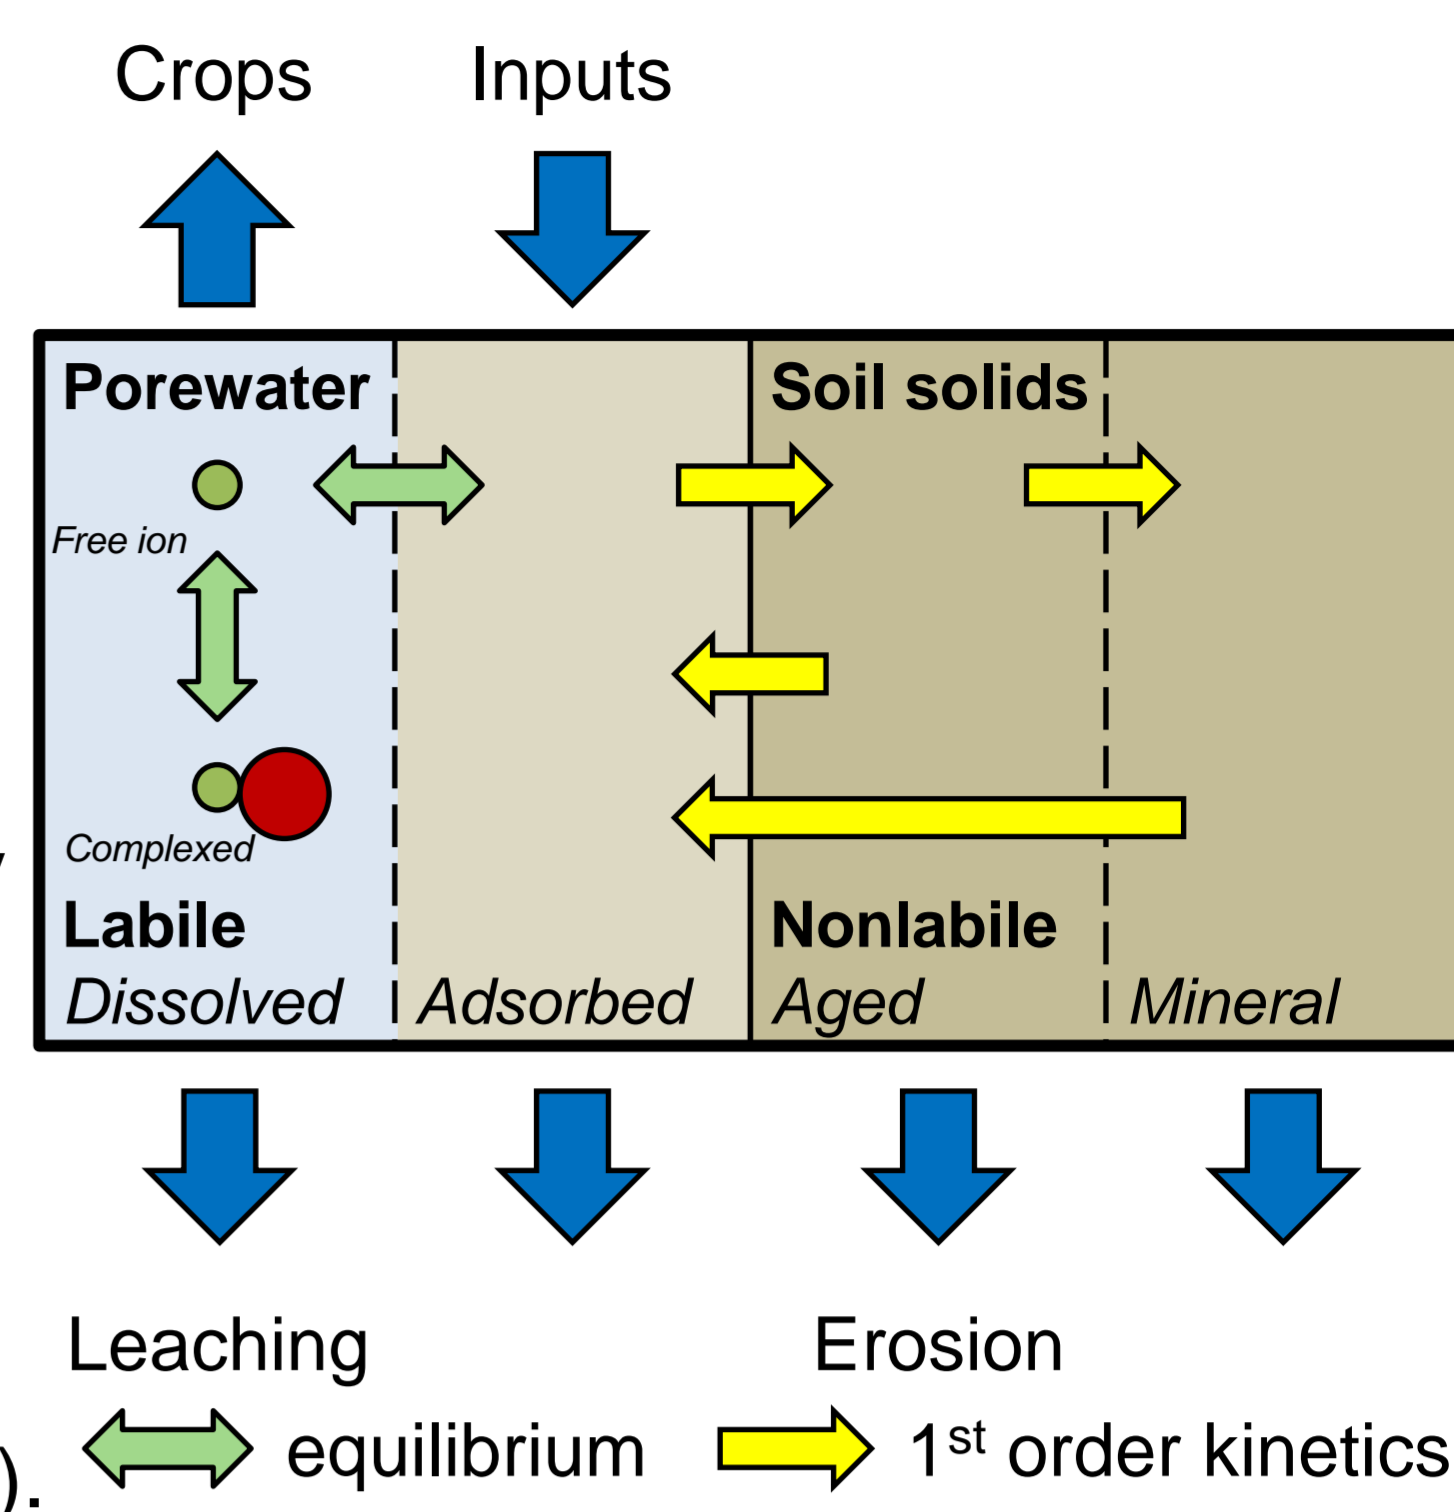 Crops Inputs
Porewater Soil solids
Free ion
Complexed
Labile Nonlabile
Dissolved Adsorbed Aged Mineral
Leaching Erosion
). equilibrium 1st order kinetics